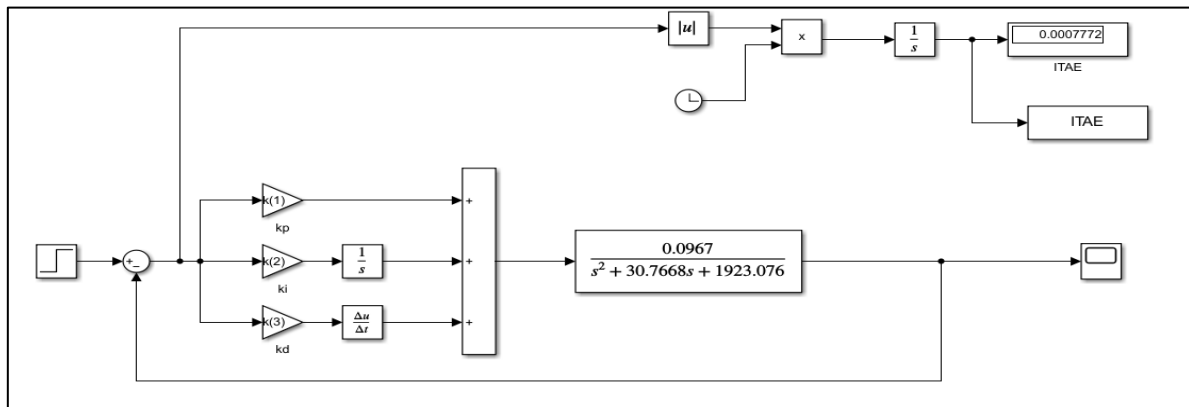 |u|
x
1
s
0.0007772
ITAE
ITAE
k(1)
+
kp
+
−
k(2)
1
s
+
0.0967
s² + 30.7668s + 1923.076
ki
k(3)
Δu
Δt
+
kd